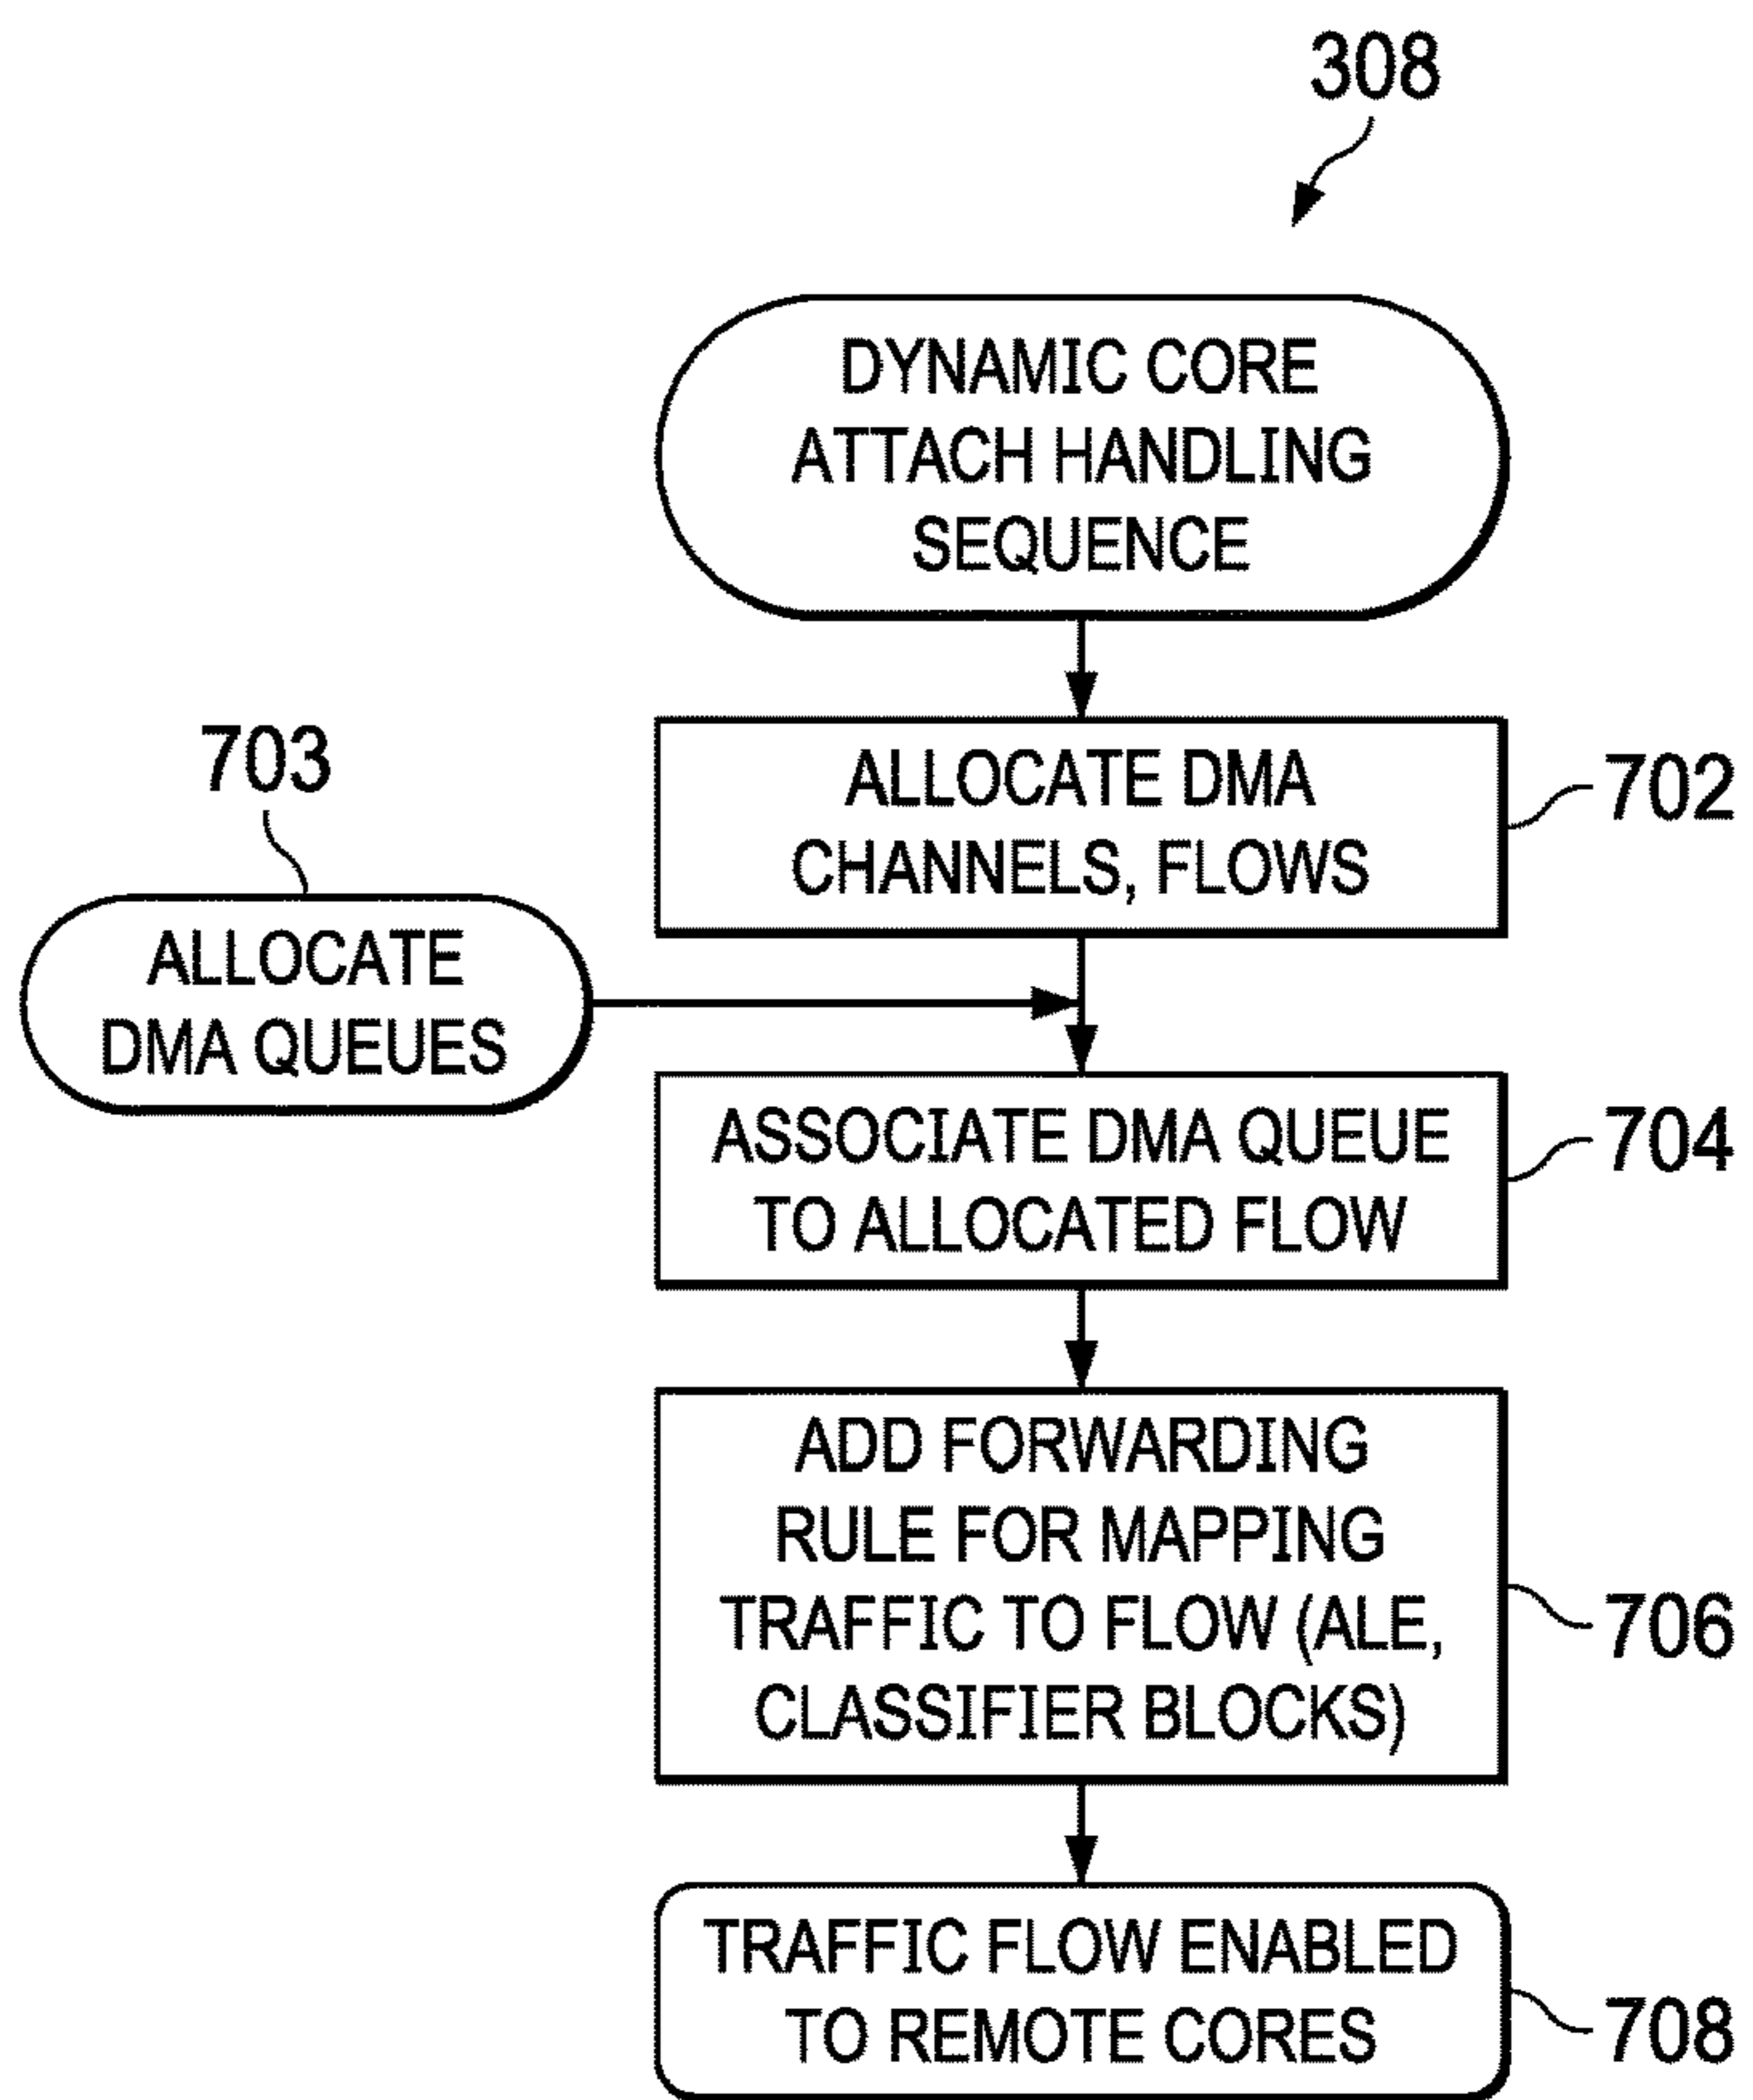 308
DYNAMIC CORE
ATTACH HANDLING
SEQUENCE
ALLOCATE DMA
CHANNELS, FLOWS
702
703
ALLOCATE
DMA QUEUES
ASSOCIATE DMA QUEUE
TO ALLOCATED FLOW
704
ADD FORWARDING
RULE FOR MAPPING
TRAFFIC TO FLOW (ALE,
CLASSIFIER BLOCKS)
706
TRAFFIC FLOW ENABLED
TO REMOTE CORES
708